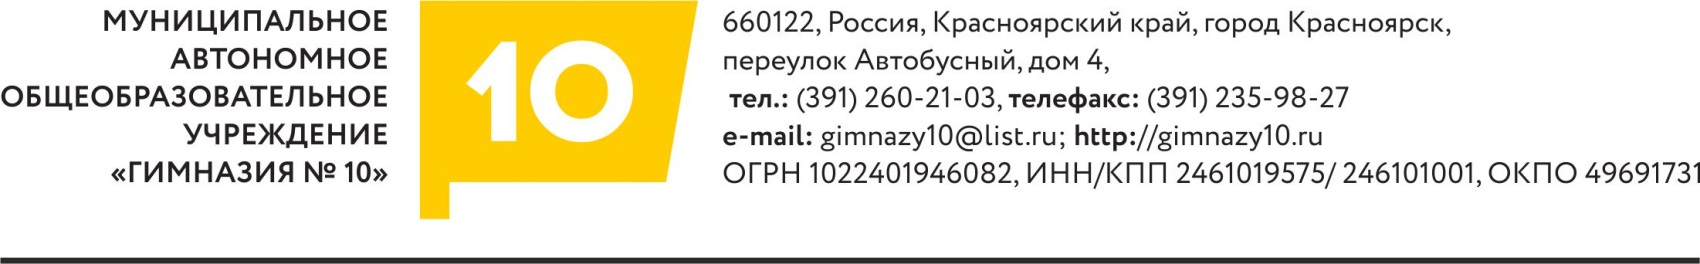 МУНИЦИПАЛЬНОЕ
АВТОНОМНОЕ
ОБЩЕОБРАЗОВАТЕЛЬНОЕ
УЧРЕЖДЕНИЕ
«ГИМНАЗИЯ № 10»
10
660122, Россия, Красноярский край, город Красноярск,
переулок Автобусный, дом 4,
тел.: (391) 260-21-03, телефакс: (391) 235-98-27
e-mail: gimnazy10@list.ru; http://gimnazy10.ru
ОГРН 1022401946082, ИНН/КПП 2461019575/ 246101001, ОКПО 49691731